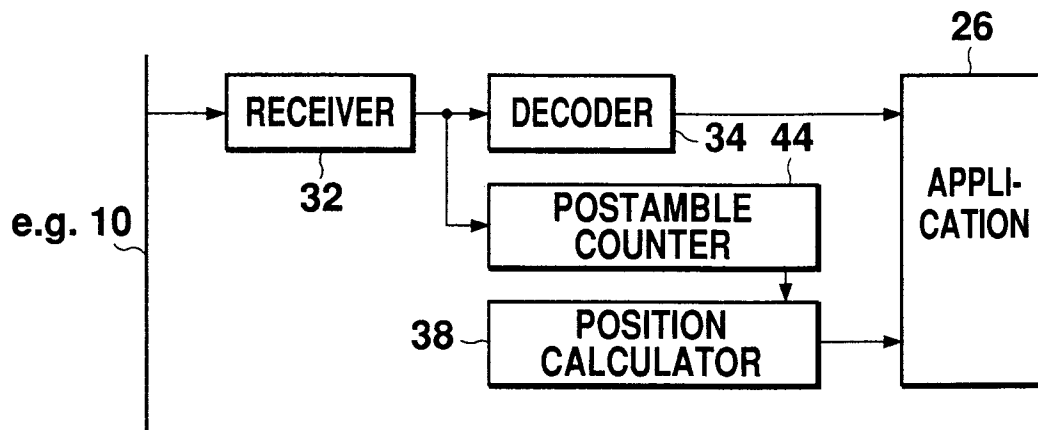 26
RECEIVER
DECODER
34
44
32
APPLI-
CATION
e.g. 10
POSTAMBLE
COUNTER
38
POSITION
CALCULATOR